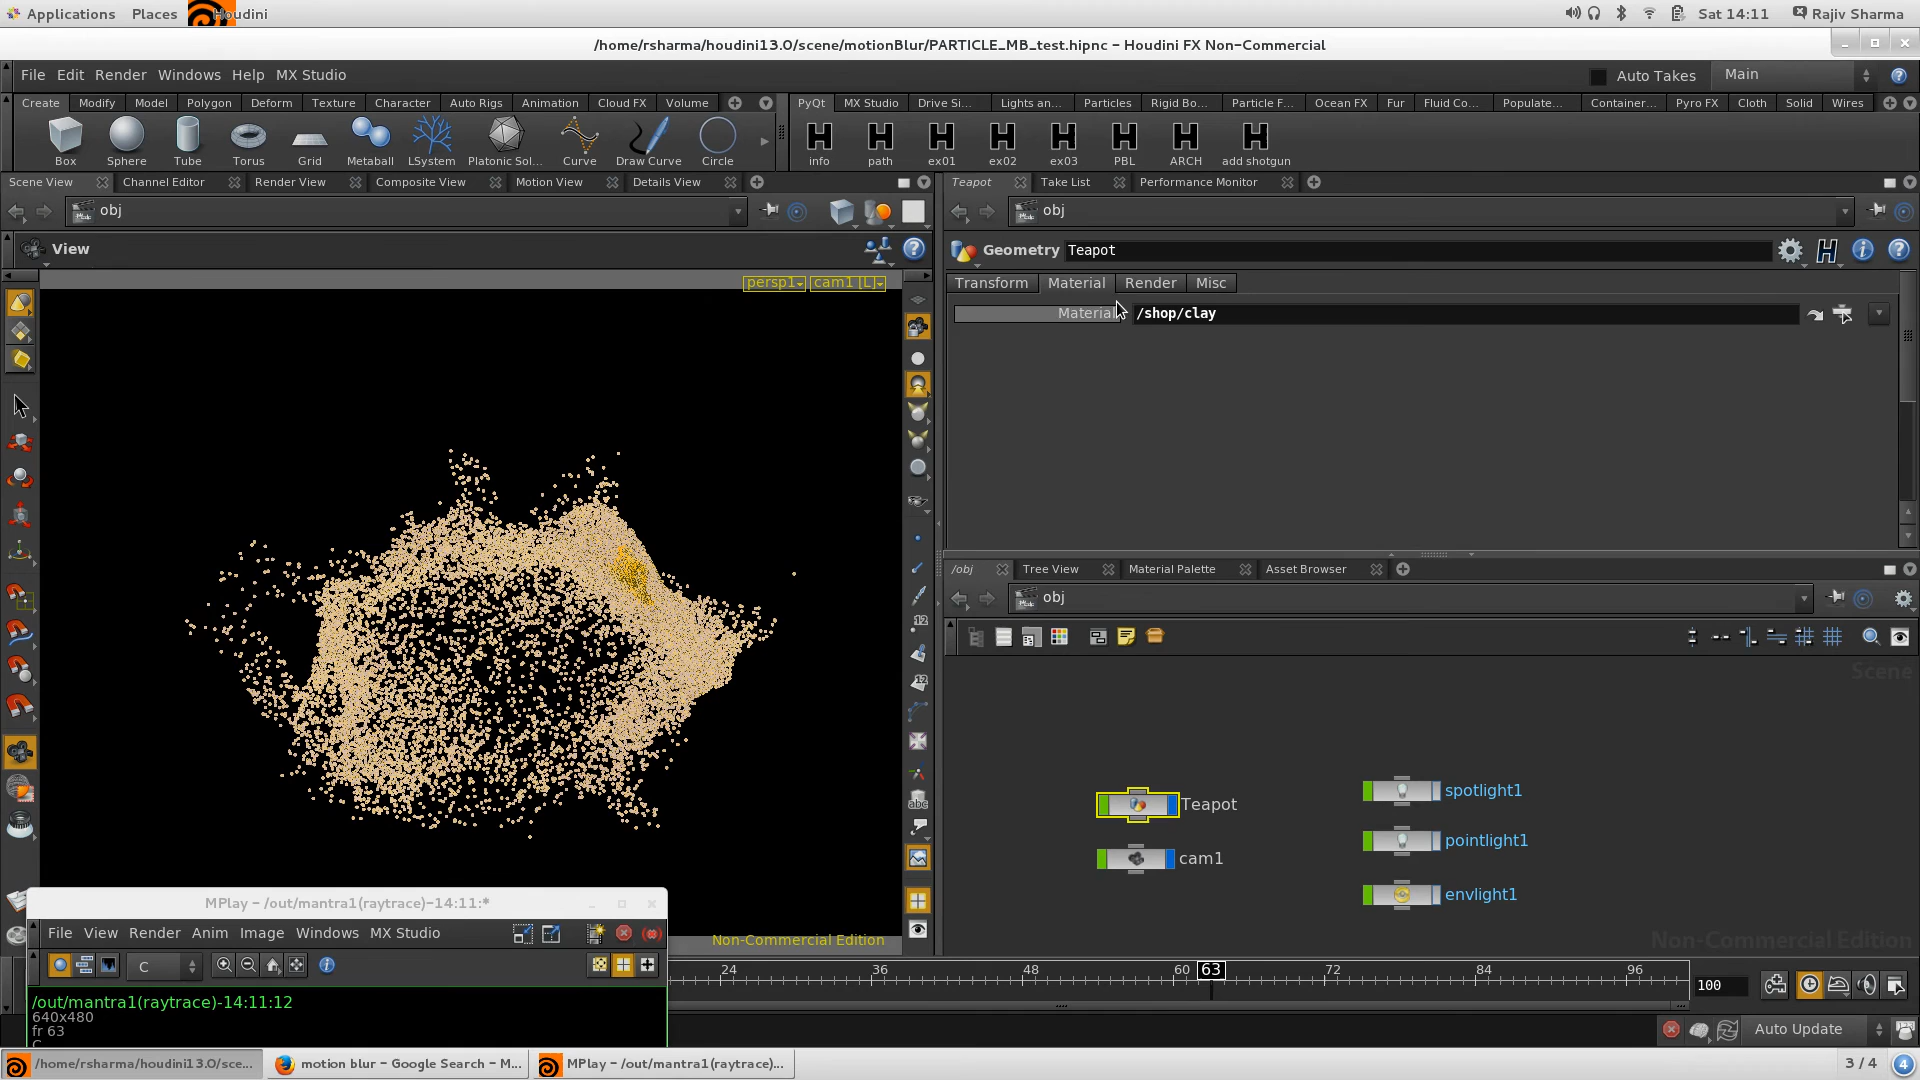 Applications Places Houdini Sat 14:11 Rajiv Sharma
/home/rsharma/houdini13.0/scene/motionBlur/PARTICLE_MB_test.hipnc - Houdini FX Non-Commercial
File Edit Render Windows Help MX Studio Auto Takes Main
Create Modify Model Polygon Deform Texture Character Auto Rigs Animation Cloud FX Volume
PyQt MX Studio Drive Si... Lights an... Particles Rigid Bo... Particle F... Ocean FX Fur Fluid Co... Populate... Container... Pyro FX Cloth Solid Wires
Box Sphere Tube Torus Grid Metaball LSystem Platonic Sol... Curve Draw Curve Circle
info path ex01 ex02 ex03 PBL ARCH add shotgun
Scene View Channel Editor Render View Composite View Motion View Details View
Teapot Take List Performance Monitor
obj
obj
View
Geometry Teapot
persp1 cam1 [L]
Transform Material Render Misc
Material /shop/clay
/obj Tree View Material Palette Asset Browser
obj
12
12
abc
Scene
Teapot
cam1
spotlight1
pointlight1
envlight1
Non-Commercial Edition
Non-Commercial Edition
MPlay - /out/mantra1(raytrace)-14:11:*
File View Render Anim Image Windows MX Studio
C
/out/mantra1(raytrace)-14:11:12
640x480
fr 63
C
24 36 48 60 63 72 84 96 100
Auto Update
/home/rsharma/houdini13.0/sce... motion blur - Google Search - M... MPlay - /out/mantra1(raytrace)... 3 / 4 4